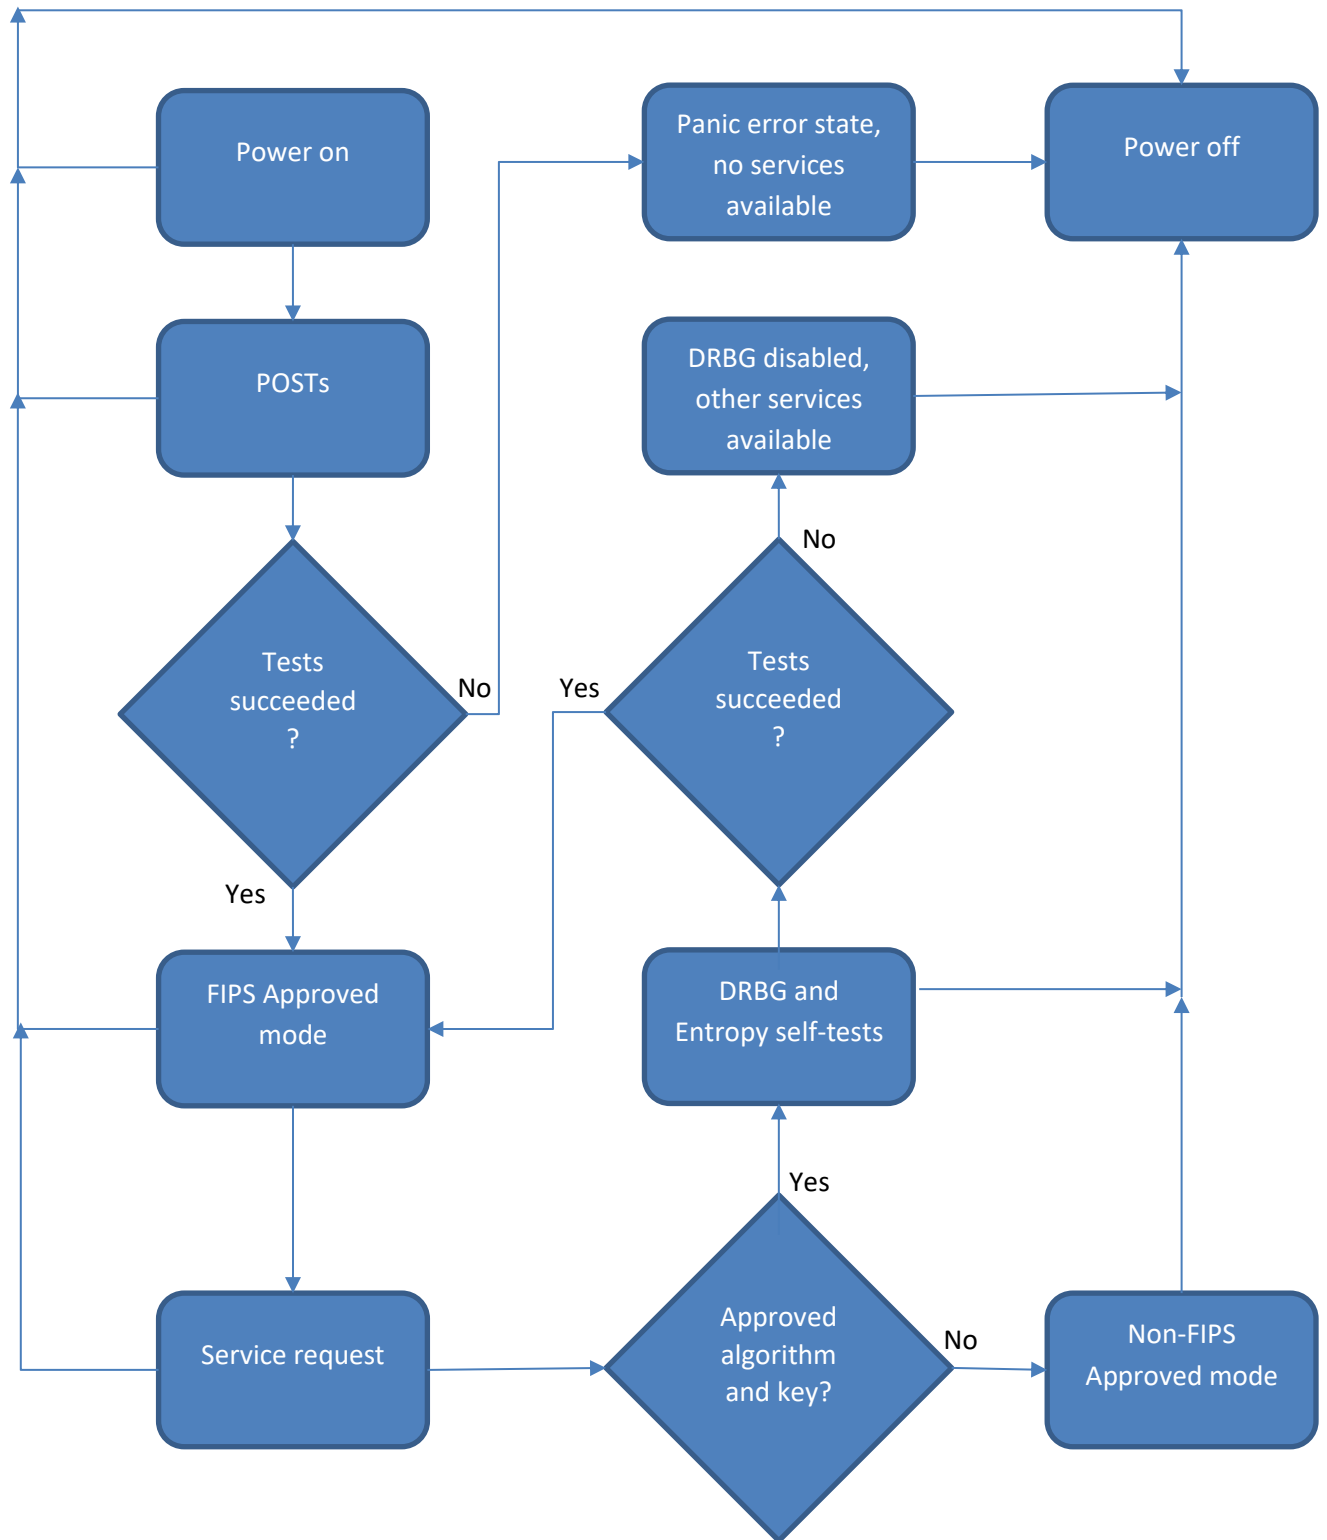 Power on
Panic error state,
no services
available
Power off
POSTs
DRBG disabled,
other services
available
No
Tests
succeeded
?
No
Yes
Tests
succeeded
?
Yes
FIPS Approved
mode
DRBG and
Entropy self-tests
Yes
Service request
Approved
algorithm
and key?
No
Non-FIPS
Approved mode